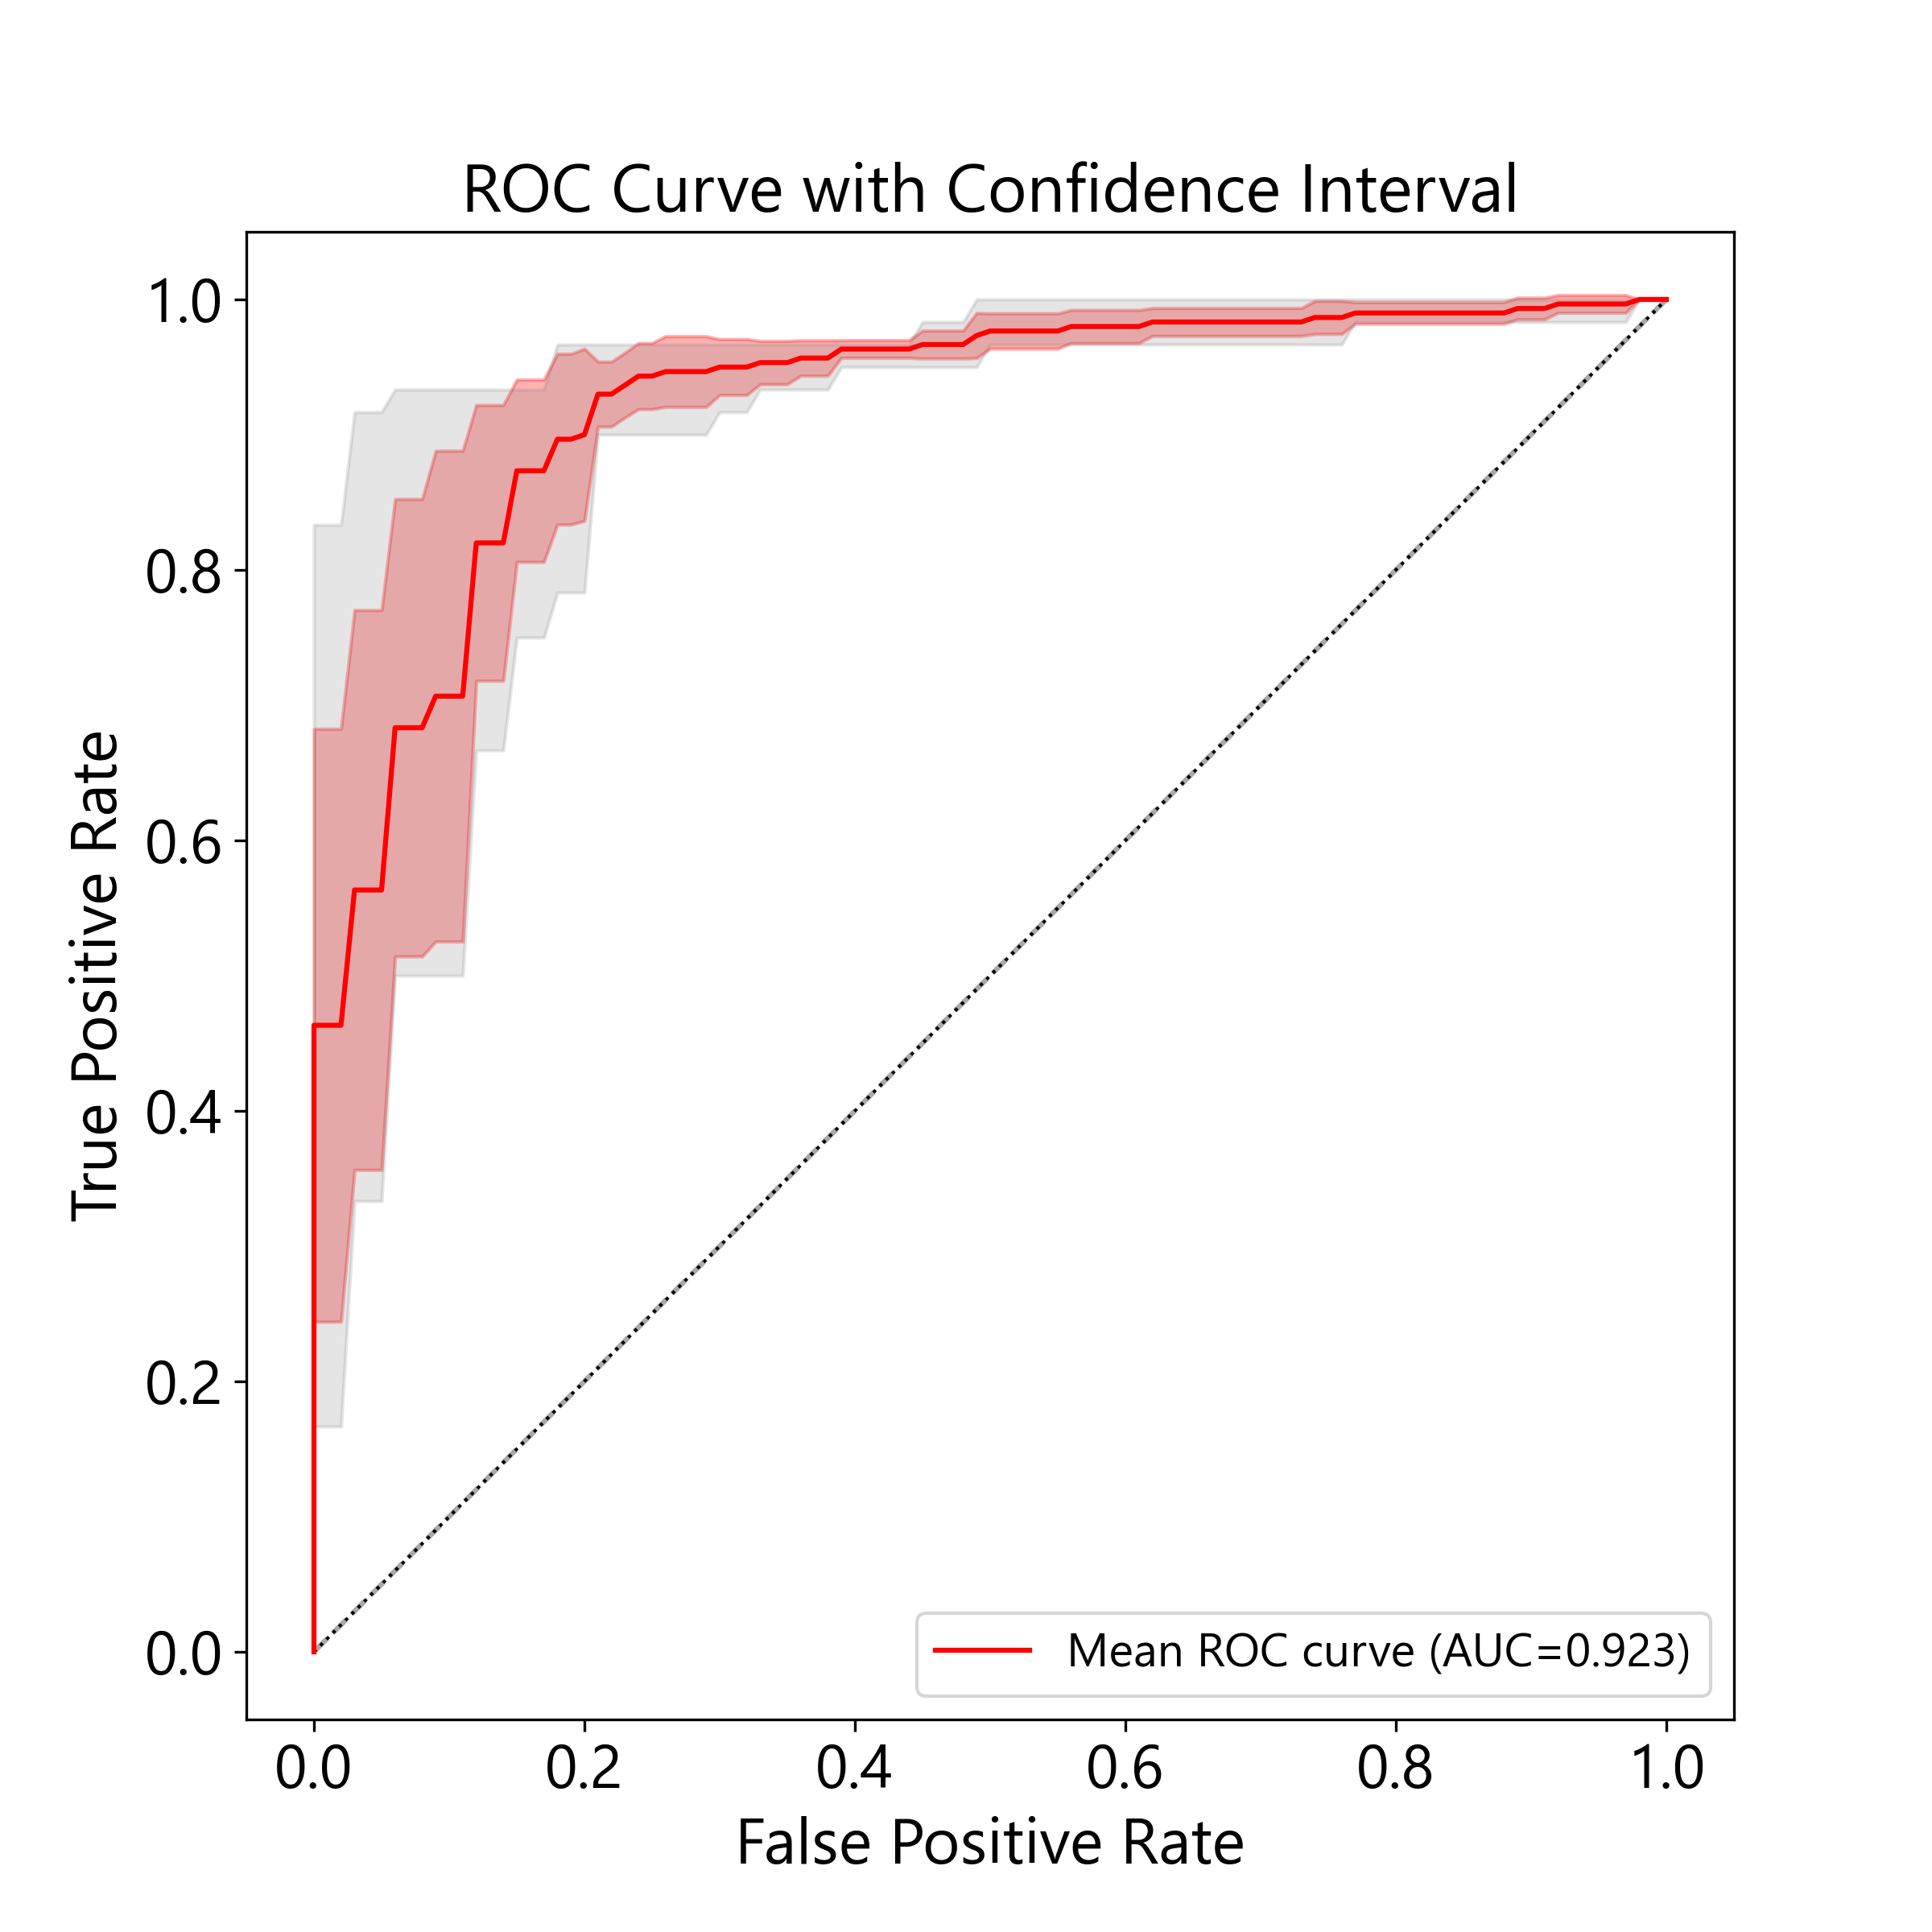 ROC Curve with Confidence Interval
True Positive Rate
1.0
0.8
0.6
0.4
0.2
0.0
Mean ROC curve (AUC=0.923)
0.0 0.2 0.4 0.6 0.8 1.0
False Positive Rate